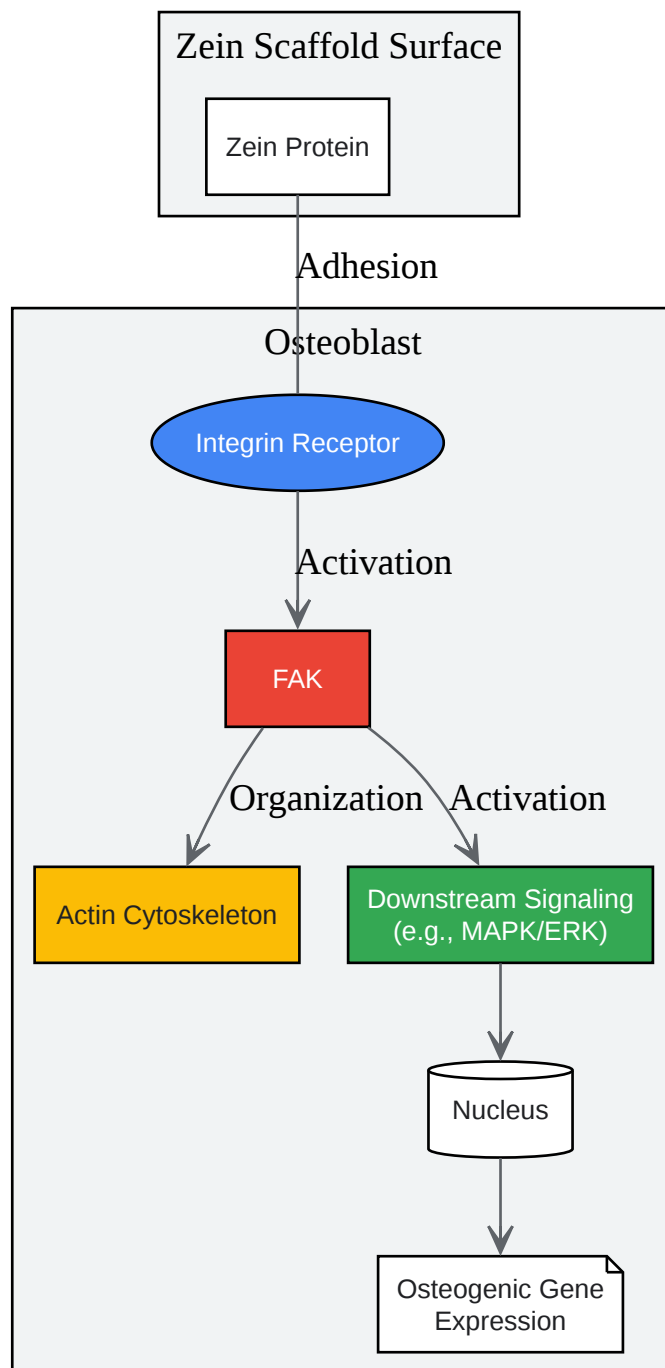 Zein Scaffold Surface
Zein Protein
Adhesion
Osteoblast
Integrin Receptor
Activation
FAK
Organization
Activation
Actin Cytoskeleton
Downstream Signaling
(e.g., MAPK/ERK)
Nucleus
Osteogenic Gene
Expression